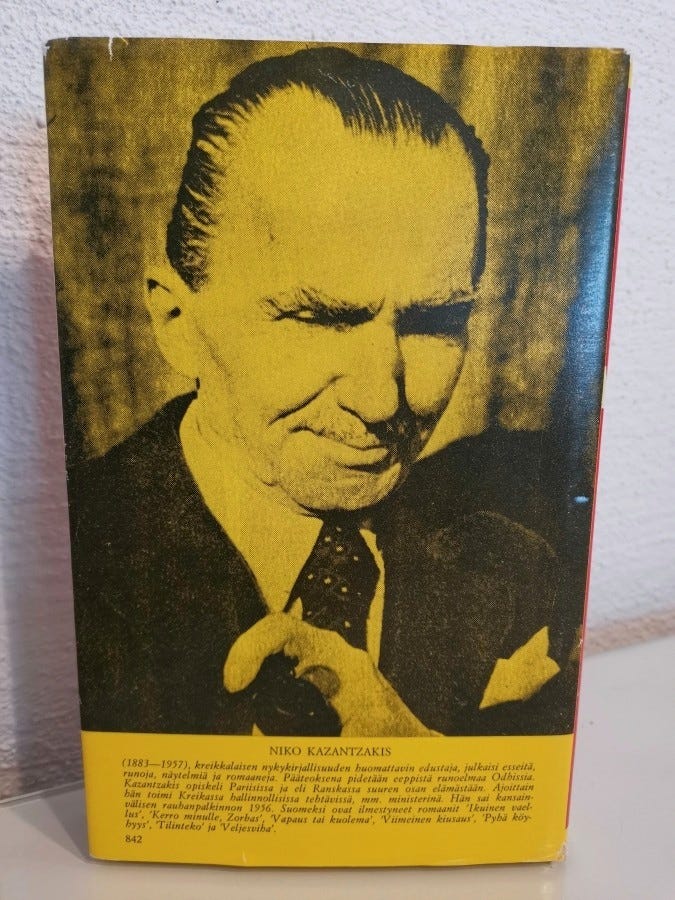 NIKO KAZANTZAKIS
(1883—1957), kreikkalaisen nykykirjallisuuden huomattavin edustaja, julkaisi esseitä,
runoja, näytelmiä ja romaaneja. Pääteoksena pidetään eeppistä runoelmaa Odhissia.
Kazantzakis opiskeli Pariisissa ja eli Ranskassa suuren osan elämästään. Ajoittain
hän toimi Kreikassa hallinnollisissa tehtävissä, mm. ministerinä. Hän sai kansain-
välisen rauhanpalkinnon 1956. Suomeksi ovat ilmestyneet romaanit 'Ikuinen vael-
lus', 'Kerro minulle, Zorbas', 'Vapaus tai kuolema', 'Viimeinen kiusaus', 'Pyhä köy-
hyys', 'Tilinteko' ja 'Veljesviha'.
842